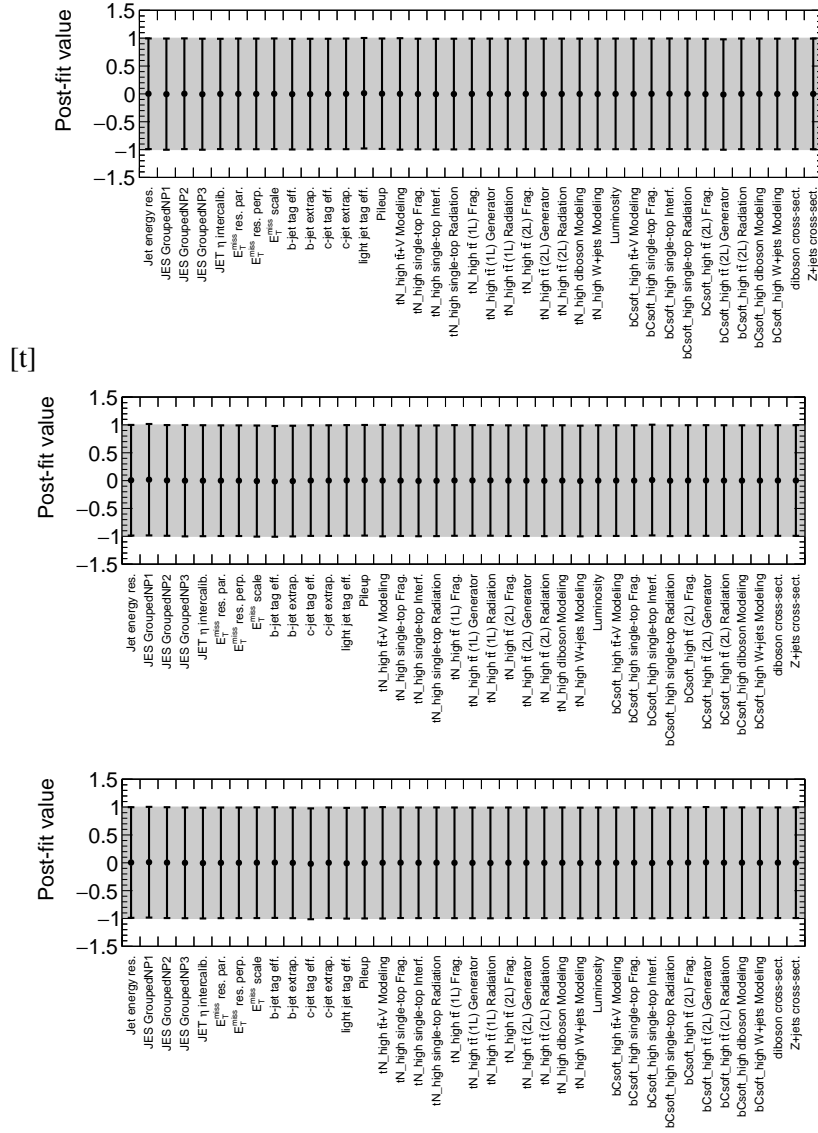 Post-fit value
1.5
1
0.5
0
−0.5
−1
−1.5
Jet energy res.
JES GroupedNP1
JES GroupedNP2
JES GroupedNP3
JET η intercalib.
E_T^miss res. par.
E_T^miss res. perp.
E_T^miss scale
b-jet tag eff.
b-jet extrap.
c-jet tag eff.
c-jet extrap.
light jet tag eff.
Pileup
tN_high tt̄+V Modeling
tN_high single-top Frag.
tN_high single-top Interf.
tN_high single-top Radiation
tN_high tt̄ (1L) Frag.
tN_high tt̄ (1L) Generator
tN_high tt̄ (1L) Radiation
tN_high tt̄ (2L) Frag.
tN_high tt̄ (2L) Generator
tN_high tt̄ (2L) Radiation
tN_high diboson Modeling
tN_high W+jets Modeling
Luminosity
bCsoft_high tt̄+V Modeling
bCsoft_high single-top Frag.
bCsoft_high single-top Interf.
bCsoft_high single-top Radiation
bCsoft_high tt̄ (2L) Frag.
bCsoft_high tt̄ (2L) Generator
bCsoft_high tt̄ (2L) Radiation
bCsoft_high diboson Modeling
bCsoft_high W+jets Modeling
diboson cross-sect.
Z+jets cross-sect.
[t]
Post-fit value
1.5
1
0.5
0
−0.5
−1
−1.5
Jet energy res.
JES GroupedNP1
JES GroupedNP2
JES GroupedNP3
JET η intercalib.
E_T^miss res. par.
E_T^miss res. perp.
E_T^miss scale
b-jet tag eff.
b-jet extrap.
c-jet tag eff.
c-jet extrap.
light jet tag eff.
Pileup
tN_high tt̄+V Modeling
tN_high single-top Frag.
tN_high single-top Interf.
tN_high single-top Radiation
tN_high tt̄ (1L) Frag.
tN_high tt̄ (1L) Generator
tN_high tt̄ (1L) Radiation
tN_high tt̄ (2L) Frag.
tN_high tt̄ (2L) Generator
tN_high tt̄ (2L) Radiation
tN_high diboson Modeling
tN_high W+jets Modeling
Luminosity
bCsoft_high tt̄+V Modeling
bCsoft_high single-top Frag.
bCsoft_high single-top Interf.
bCsoft_high single-top Radiation
bCsoft_high tt̄ (2L) Frag.
bCsoft_high tt̄ (2L) Generator
bCsoft_high tt̄ (2L) Radiation
bCsoft_high diboson Modeling
bCsoft_high W+jets Modeling
diboson cross-sect.
Z+jets cross-sect.
Post-fit value
1.5
1
0.5
0
−0.5
−1
−1.5
Jet energy res.
JES GroupedNP1
JES GroupedNP2
JES GroupedNP3
JET η intercalib.
E_T^miss res. par.
E_T^miss res. perp.
E_T^miss scale
b-jet tag eff.
b-jet extrap.
c-jet tag eff.
c-jet extrap.
light jet tag eff.
Pileup
tN_high tt̄+V Modeling
tN_high single-top Frag.
tN_high single-top Interf.
tN_high single-top Radiation
tN_high tt̄ (1L) Frag.
tN_high tt̄ (1L) Generator
tN_high tt̄ (1L) Radiation
tN_high tt̄ (2L) Frag.
tN_high tt̄ (2L) Generator
tN_high tt̄ (2L) Radiation
tN_high diboson Modeling
tN_high W+jets Modeling
Luminosity
bCsoft_high tt̄+V Modeling
bCsoft_high single-top Frag.
bCsoft_high single-top Interf.
bCsoft_high single-top Radiation
bCsoft_high tt̄ (2L) Frag.
bCsoft_high tt̄ (2L) Generator
bCsoft_high tt̄ (2L) Radiation
bCsoft_high diboson Modeling
bCsoft_high W+jets Modeling
diboson cross-sect.
Z+jets cross-sect.